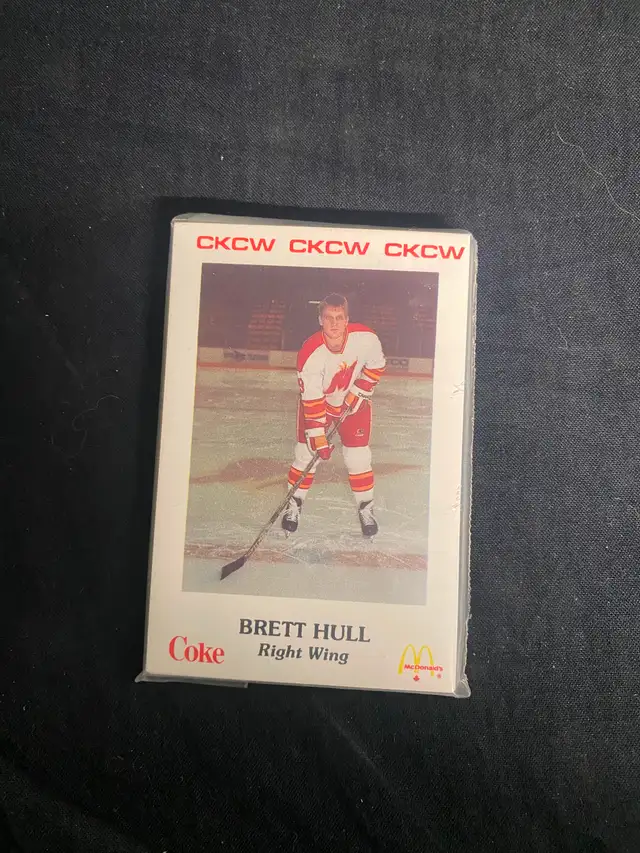 CKCW CKCW CKCW
BRETT HULL
Right Wing
Coke
McDonald's